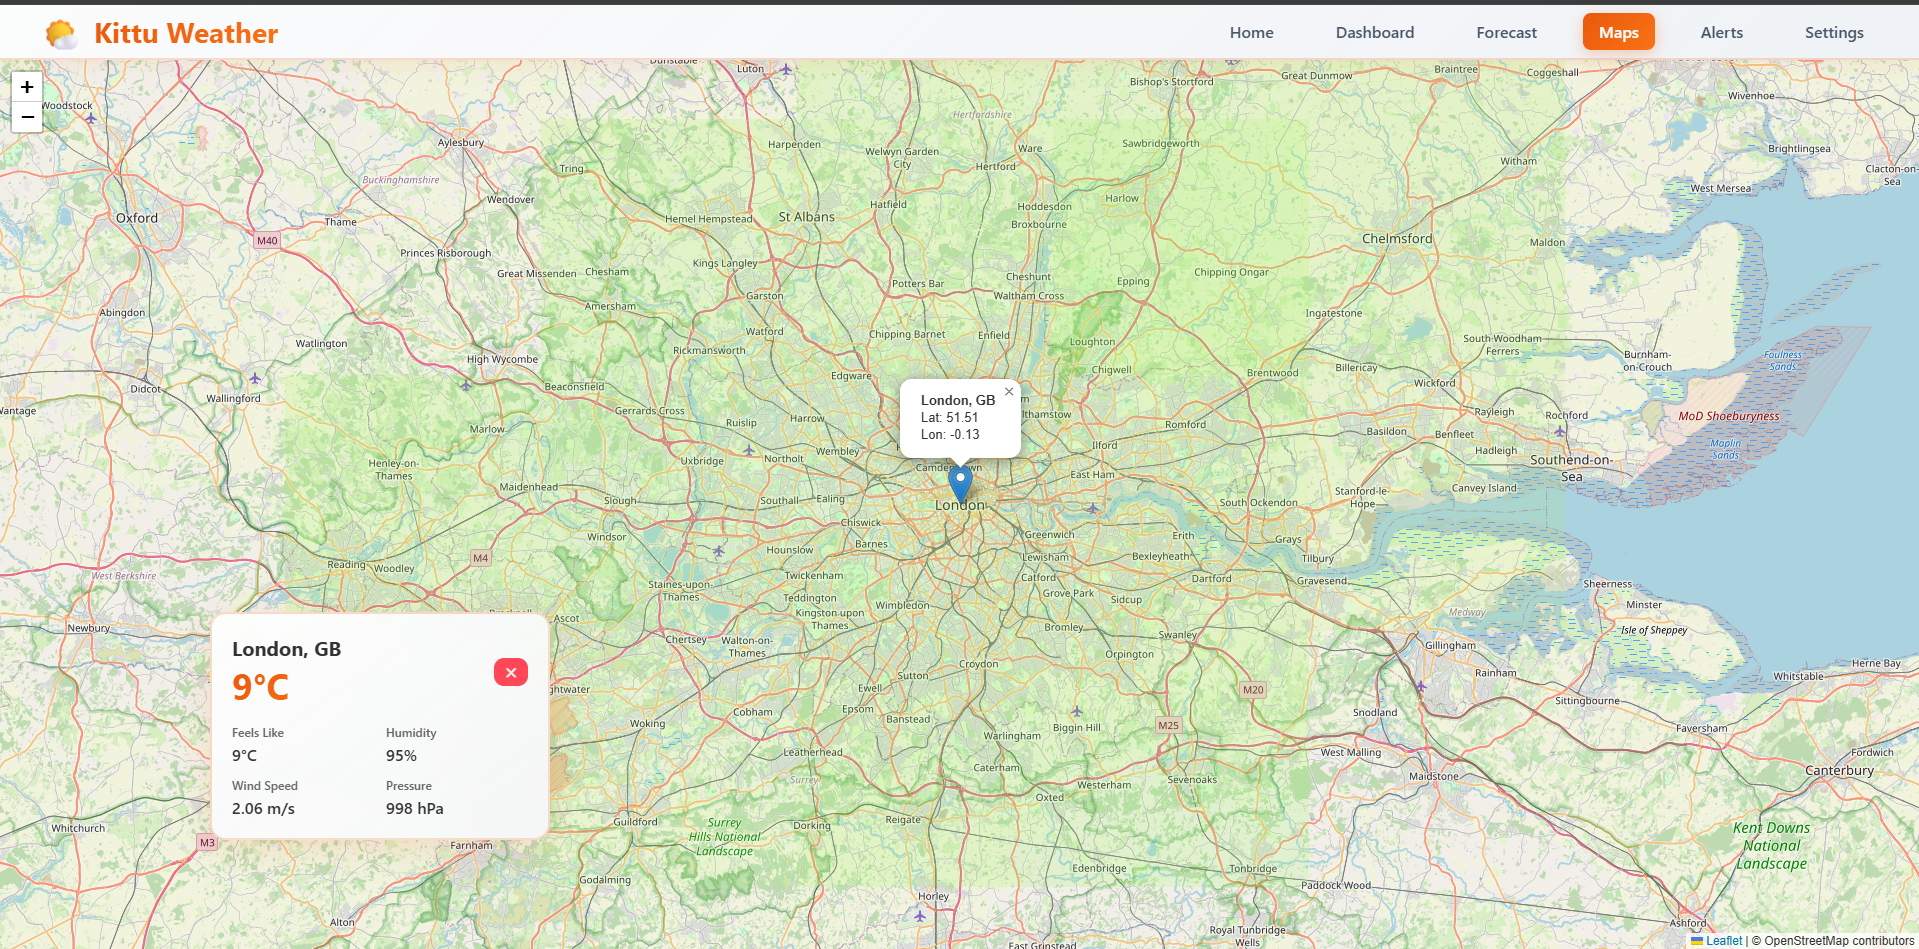 Kittu Weather
Home
Dashboard
Forecast
Maps
Alerts
Settings
+
−
Luton
Bishop's Stortford
Great Dunmow
Braintree
Coggeshall
Woodstock
Wivenhoe
Hertfordshire
Aylesbury
Harpenden
Welwyn Garden
City
Ware
Hertford
Sawbridgeworth
Witham
Brightlingsea
Clacton-on-
Sea
Tring
Buckinghamshire
West Mersea
Wendover
Oxford
Thame
Hemel Hempstead
St Albans
Hatfield
Hoddesdon
Broxbourne
Harlow
Chelmsford
Maldon
M40
Princes Risborough
Great Missenden
Chesham
Kings Langley
Potters Bar
Cheshunt
Waltham Cross
Epping
Chipping Ongar
Abingdon
Amersham
Garston
Watford
Chipping Barnet
Enfield
Loughton
Ingatestone
South Woodham
Ferrers
Watlington
High Wycombe
Rickmansworth
Burnham-
on-Crouch
Foulness
Sands
Didcot
Wallingford
Beaconsfield
Edgware
Chigwell
Brentwood
Billericay
Wickford
Wantage
Gerrards Cross
Harrow
London, GB
×
Lat: 51.51
Lon: -0.13
lthamstow
Romford
Rayleigh
Rochford
MoD Shoeburyness
Marlow
Ruislip
Wembley
Ilford
Basildon
Benfleet
Hadleigh
Maplin
Sands
Henley-on-
Thames
Uxbridge
Northolt
Camden Town
East Ham
Southend-on-
Sea
Maidenhead
Slough
Southall
Ealing
London
South Ockendon
Stanford-le-
Hope
Canvey Island
Chiswick
Windsor
Hounslow
Barnes
Greenwich
Erith
Grays
M4
Reading
Woodley
Lewisham
Bexleyheath
Tilbury
West Berkshire
Staines-upon-
Thames
Twickenham
Catford
Dartford
Gravesend
Sheerness
Bracknell
Ascot
Teddington
Kingston upon
Thames
Wimbledon
Grove Park
Sidcup
Medway
Minster
Newbury
Chertsey
Walton-on-
Thames
Bromley
Swanley
Isle of Sheppey
Gillingham
London, GB
9°C
×
Feels Like
9°C
Humidity
95%
Wind Speed
2.06 m/s
Pressure
998 hPa
Croydon
Orpington
Herne Bay
Sutton
Rainham
Whitstable
ghtwater
Ewell
M20
Sittingbourne
Woking
Cobham
Epsom
Banstead
Biggin Hill
M25
Snodland
Faversham
Leatherhead
Warlingham
West Malling
Fordwich
Surrey
Caterham
Westerham
Sevenoaks
Maidstone
Canterbury
Oxted
Whitchurch
Guildford
Surrey
Hills National
Landscape
Dorking
Reigate
Kent Downs
National
Landscape
M3
Farnham
Edenbridge
Tonbridge
Godalming
Paddock Wood
Horley
Alton
Ashford
Royal Tunbridge
Wells
East Grinstead
Leaflet | © OpenStreetMap contributors